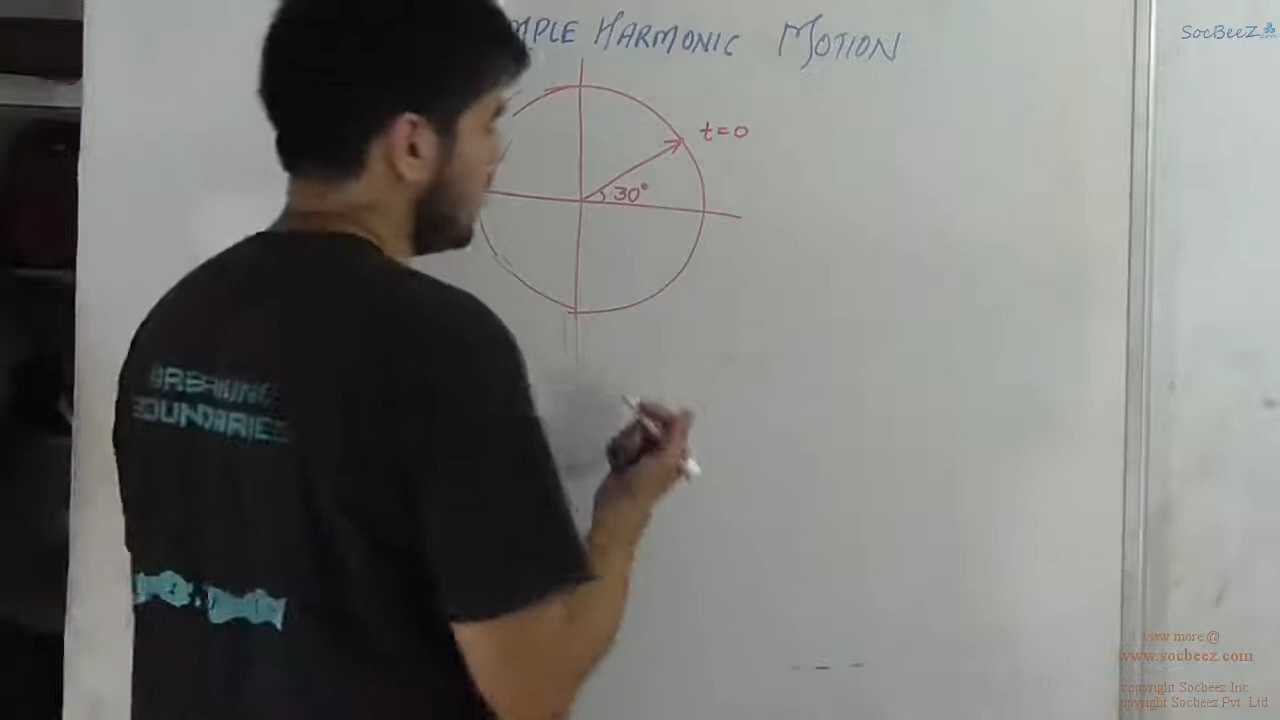 MPLE HARMONIC MOTION
SocBeeZ
t=0
30°
BREAKING
BOUNDARIES
view more @
www.socbeez.com
copyright Socbeez Inc
opyright Socbeez Pvt. Ltd